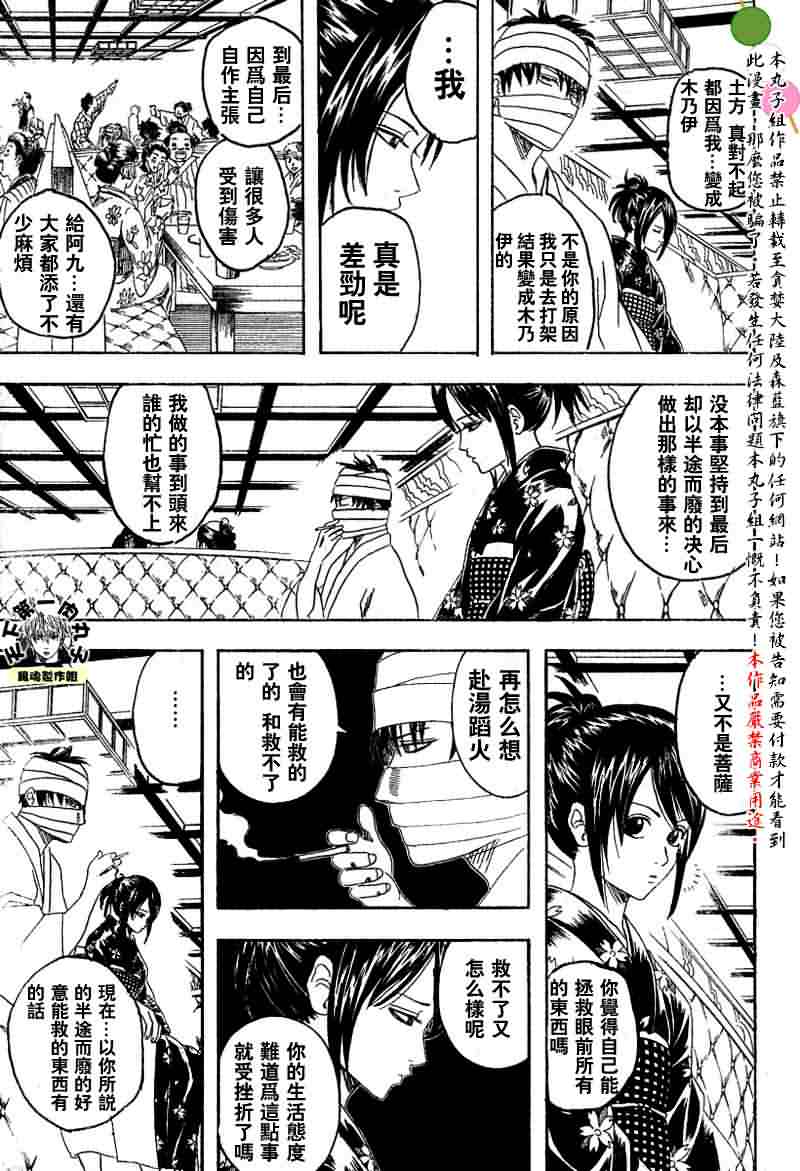 土方 真對不起
都因爲我…變成
木乃伊
不是你的原因
我只是去打架
結果變成木乃
伊的
…我
真是
差勁呢
到最后…
因爲自己
自作主張
讓很多人
受到傷害
給阿九…還有
大家都添了不
少麻煩
没本事堅持到最后
却以半途而廢的决心
做出那樣的事來…
我做的事到頭來
誰的忙也幫不上
…又不是菩薩
你覺得自己能
拯救眼前所有
的東西嗎
再怎么想
赴湯蹈火
也會有能救的
了的 和救不了
的
救不了又
怎么樣呢
你的生活態度
難道爲這點事
就受挫折了嗎
……
現在…以你所說
的半途而廢的好
意能救的東西有
的話
本丸子組作品禁止轉載至貪婪大陸及森藍旗下的任何網站！如果您被告知需要付款才能看到
此漫畫！那麽您被騙了！若發生任何法律問題本丸子組一慨不負責！本作品嚴禁商業用途！
天下第一肉丸子
銀魂製作組